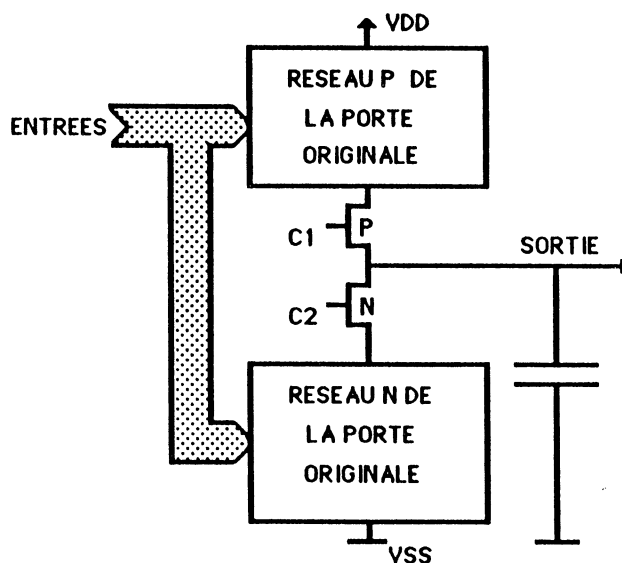 VDD
RESEAU P DE
LA PORTE
ORIGINALE
ENTREES
C1
P
SORTIE
C2
N
RESEAU N DE
LA PORTE
ORIGINALE
VSS